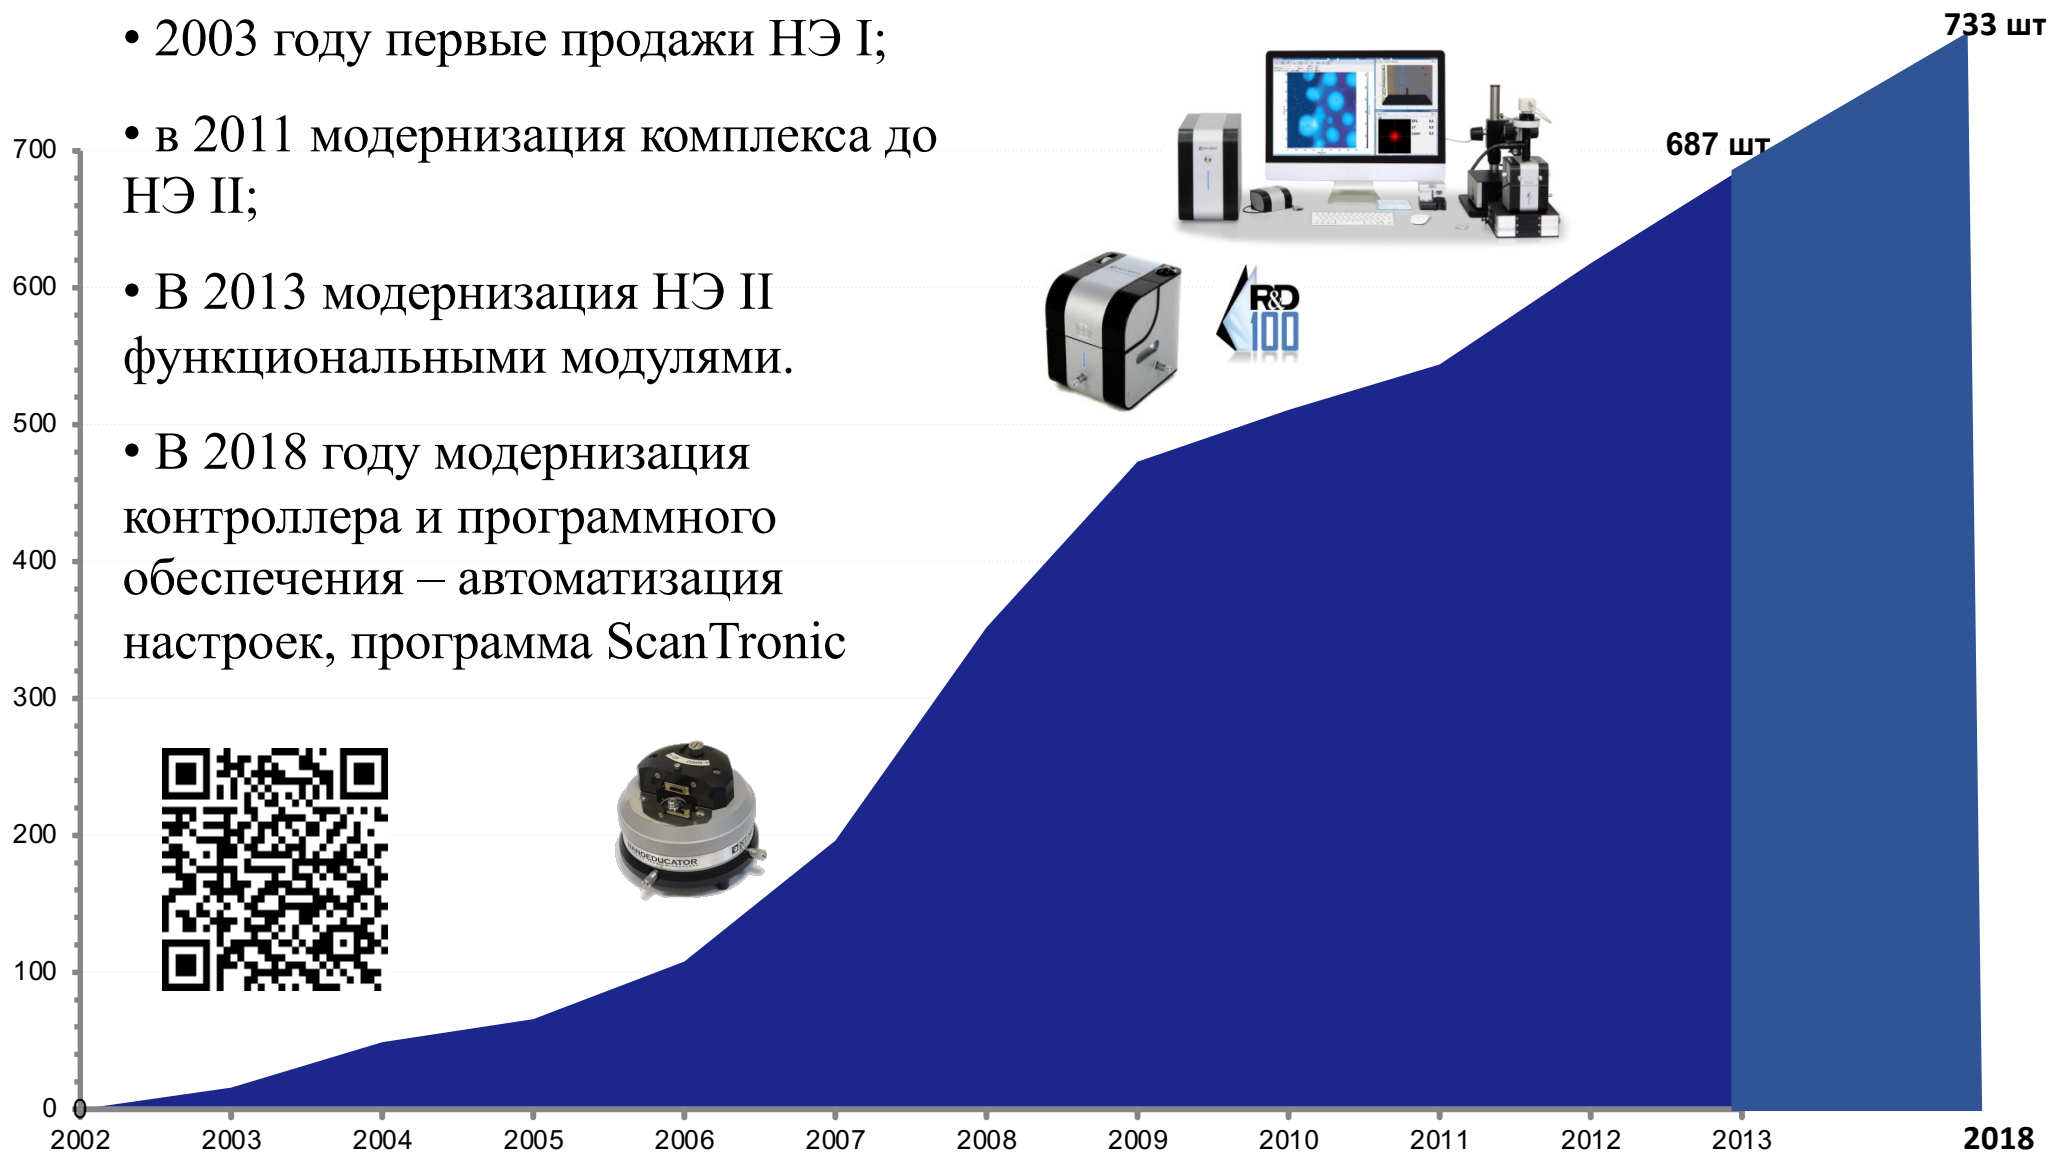 • 2003 году первые продажи НЭ I;
• в 2011 модернизация комплекса до
НЭ II;
• В 2013 модернизация НЭ II
функциональными модулями.
• В 2018 году модернизация
контроллера и программного
обеспечения – автоматизация
настроек, программа ScanTronic
733 шт
687 шт
R&D
100
NANOEDUCATOR
700
600
500
400
300
200
100
0 0
2002 2003 2004 2005 2006 2007 2008 2009 2010 2011 2012 2013 2018